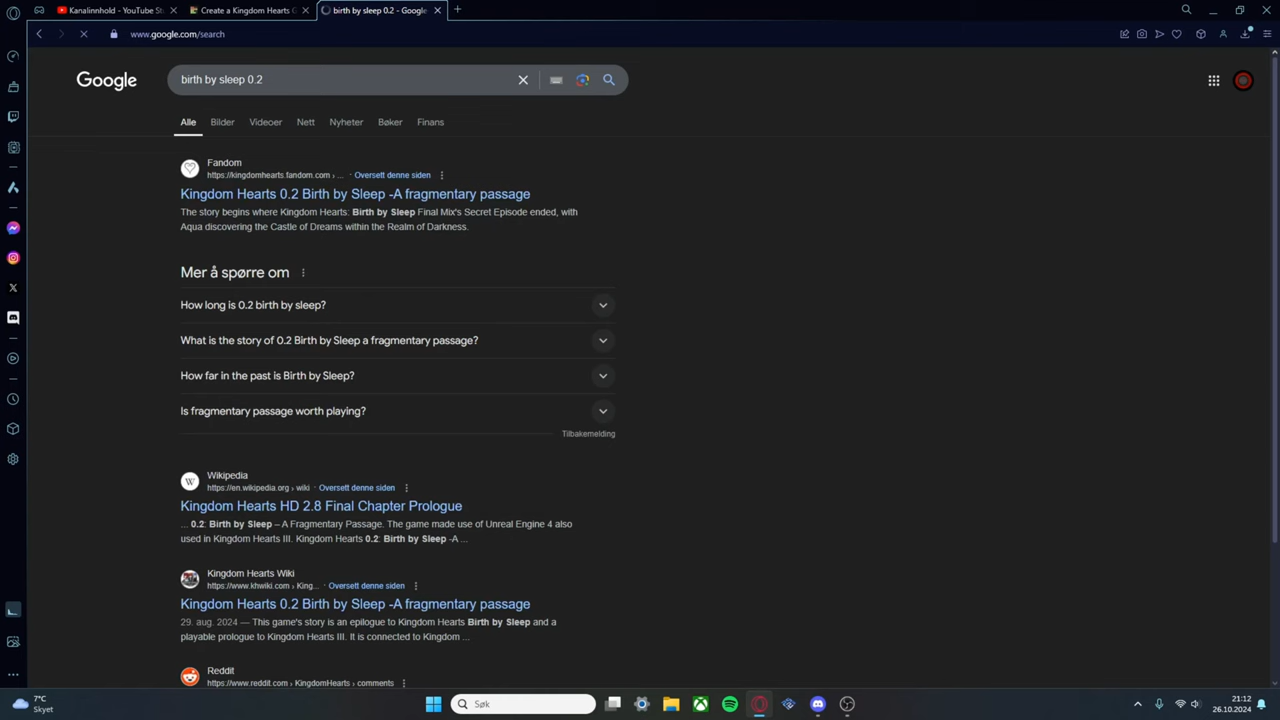 Kanalinnhold - YouTube St
Create a Kingdom Hearts G
birth by sleep 0.2 - Google
www.google.com/search
Google
birth by sleep 0.2
Alle
Bilder
Videoer
Nett
Nyheter
Bøker
Finans
Fandom
https://kingdomhearts.fandom.com › ... · Oversett denne siden
Kingdom Hearts 0.2 Birth by Sleep -A fragmentary passage
The story begins where Kingdom Hearts: Birth by Sleep Final Mix's Secret Episode ended, with
Aqua discovering the Castle of Dreams within the Realm of Darkness.
Mer å spørre om
How long is 0.2 birth by sleep?
What is the story of 0.2 Birth by Sleep a fragmentary passage?
How far in the past is Birth by Sleep?
Is fragmentary passage worth playing?
Tilbakemelding
Wikipedia
https://en.wikipedia.org › wiki · Oversett denne siden
Kingdom Hearts HD 2.8 Final Chapter Prologue
... 0.2: Birth by Sleep – A Fragmentary Passage. The game made use of Unreal Engine 4 also
used in Kingdom Hearts III. Kingdom Hearts 0.2: Birth by Sleep -A ...
Kingdom Hearts Wiki
https://www.khwiki.com › King... · Oversett denne siden
Kingdom Hearts 0.2 Birth by Sleep -A fragmentary passage
29. aug. 2024 — This game's story is an epilogue to Kingdom Hearts Birth by Sleep and a
playable prologue to Kingdom Hearts III. It is connected to Kingdom ...
Reddit
https://www.reddit.com › KingdomHearts › comments
7°C
Skyet
Søk
21:12
26.10.2024